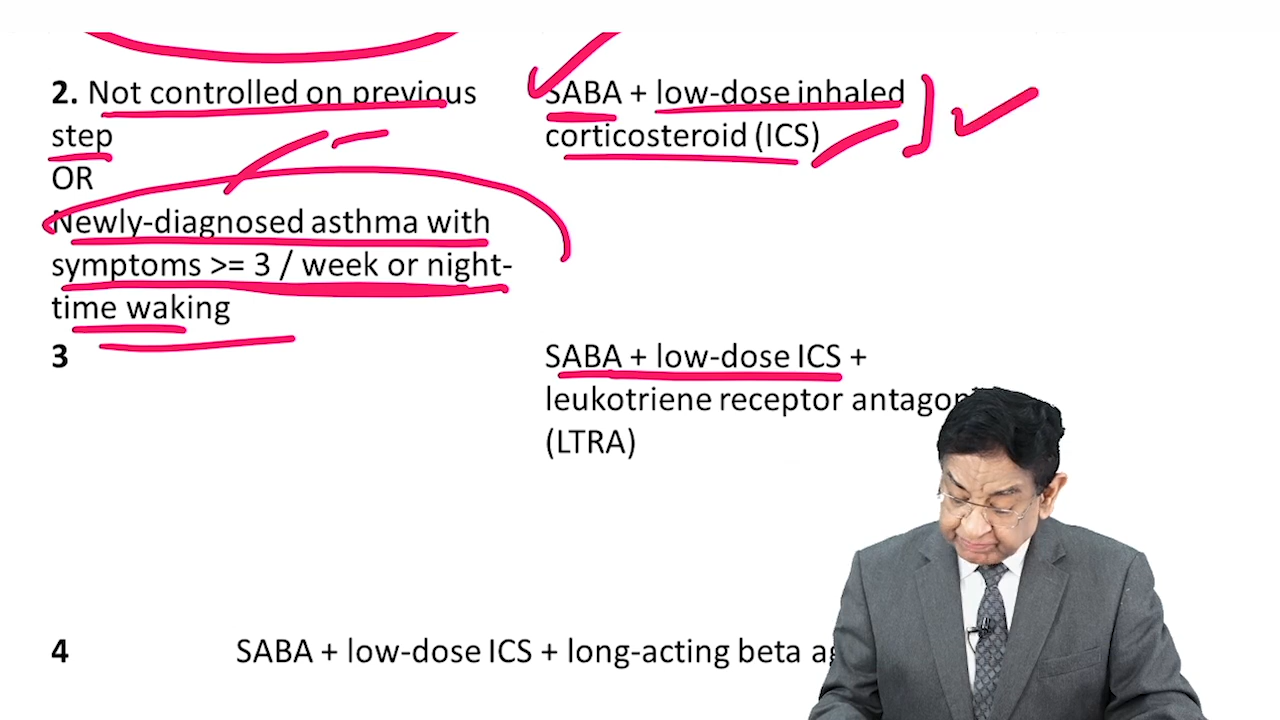 2. Not controlled on previous
step
OR
Newly-diagnosed asthma with
symptoms >= 3 / week or night-
time waking
SABA + low-dose inhaled
corticosteroid (ICS)
3
SABA + low-dose ICS +
leukotriene receptor
(LTRA)
4
SABA + low-dose ICS + long-acting beta